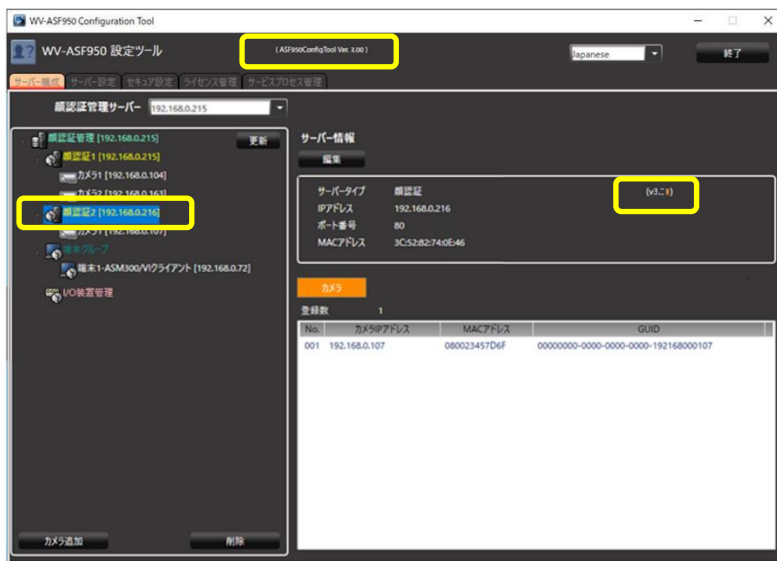 WV-ASF950 Configuration Tool
WV-ASF950 設定ツール
( ASF950ConfigTool Ver. 3.00 )
Japanese
終了
サーバー構成 サーバー設定 セキュア設定 ライセンス管理 サービスプロセス管理
顔認証管理サーバー 192.168.0.215
顔認証管理 [192.168.0.215]
更新
顔認証1 [192.168.0.215]
カメラ1 [192.168.0.104]
カメラ2 [192.168.0.163]
顔認証2 [192.168.0.216]
カメラ1 [192.168.0.107]
端末グループ
端末1-ASM300/VIクライアント [192.168.0.72]
I/O装置管理
カメラ追加
削除
サーバー情報
編集
サーバータイプ 顔認証
IPアドレス 192.168.0.216
ポート番号 80
MACアドレス 3C:52:82:74:0E:46
カメラ
登録数 1
No. カメラIPアドレス MACアドレス GUID
001 192.168.0.107 080023457D6F 00000000-0000-0000-0000-192168000107